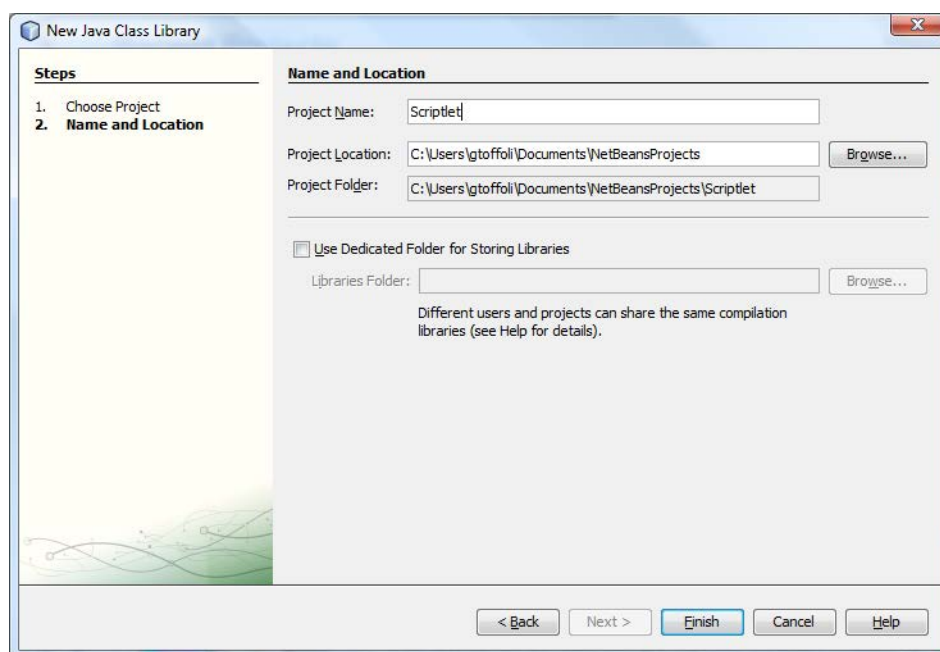 New Java Class Library
Steps
1. Choose Project
2. Name and Location
Name and Location
Project Name: Scriptlet
Project Location: C:\Users\gtoffoli\Documents\NetBeansProjects Browse...
Project Folder: C:\Users\gtoffoli\Documents\NetBeansProjects\Scriptlet
Use Dedicated Folder for Storing Libraries
Libraries Folder: Browse...
Different users and projects can share the same compilation
libraries (see Help for details).
< Back Next > Finish Cancel Help